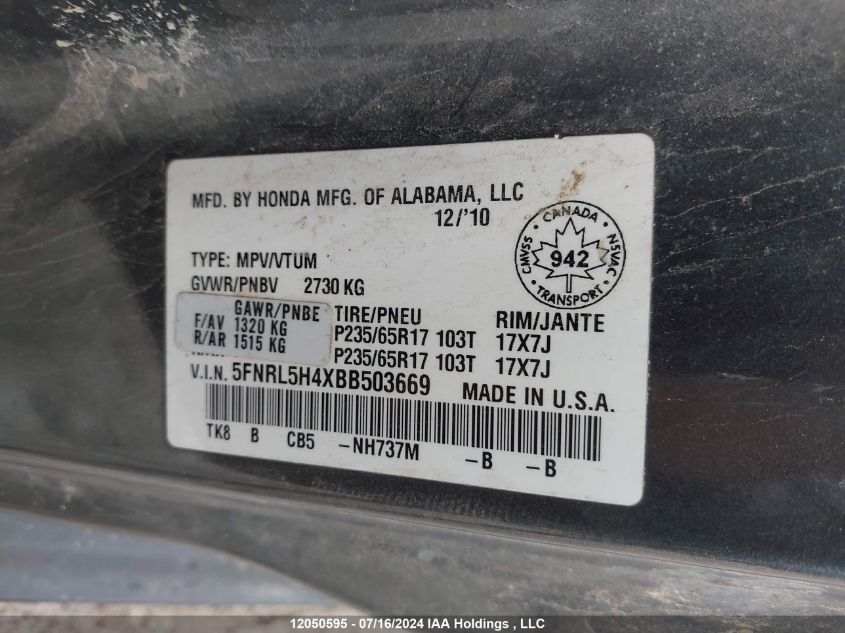 MFD. BY HONDA MFG. OF ALABAMA, LLC
12/'10
TYPE: MPV/VTUM
GVWR/PNBV 2730 KG
GAWR/PNBE TIRE/PNEU RIM/JANTE
F/AV 1320 KG P235/65R17 103T 17X7J
R/AR 1515 KG P235/65R17 103T 17X7J
V.I.N. 5FNRL5H4XBB503669 MADE IN U.S.A.
TK8 B CB5 -NH737M -B -B
CANADA
CMVSS 942 NSVAC
TRANSPORT
12050595 - 07/16/2024 IAA Holdings , LLC